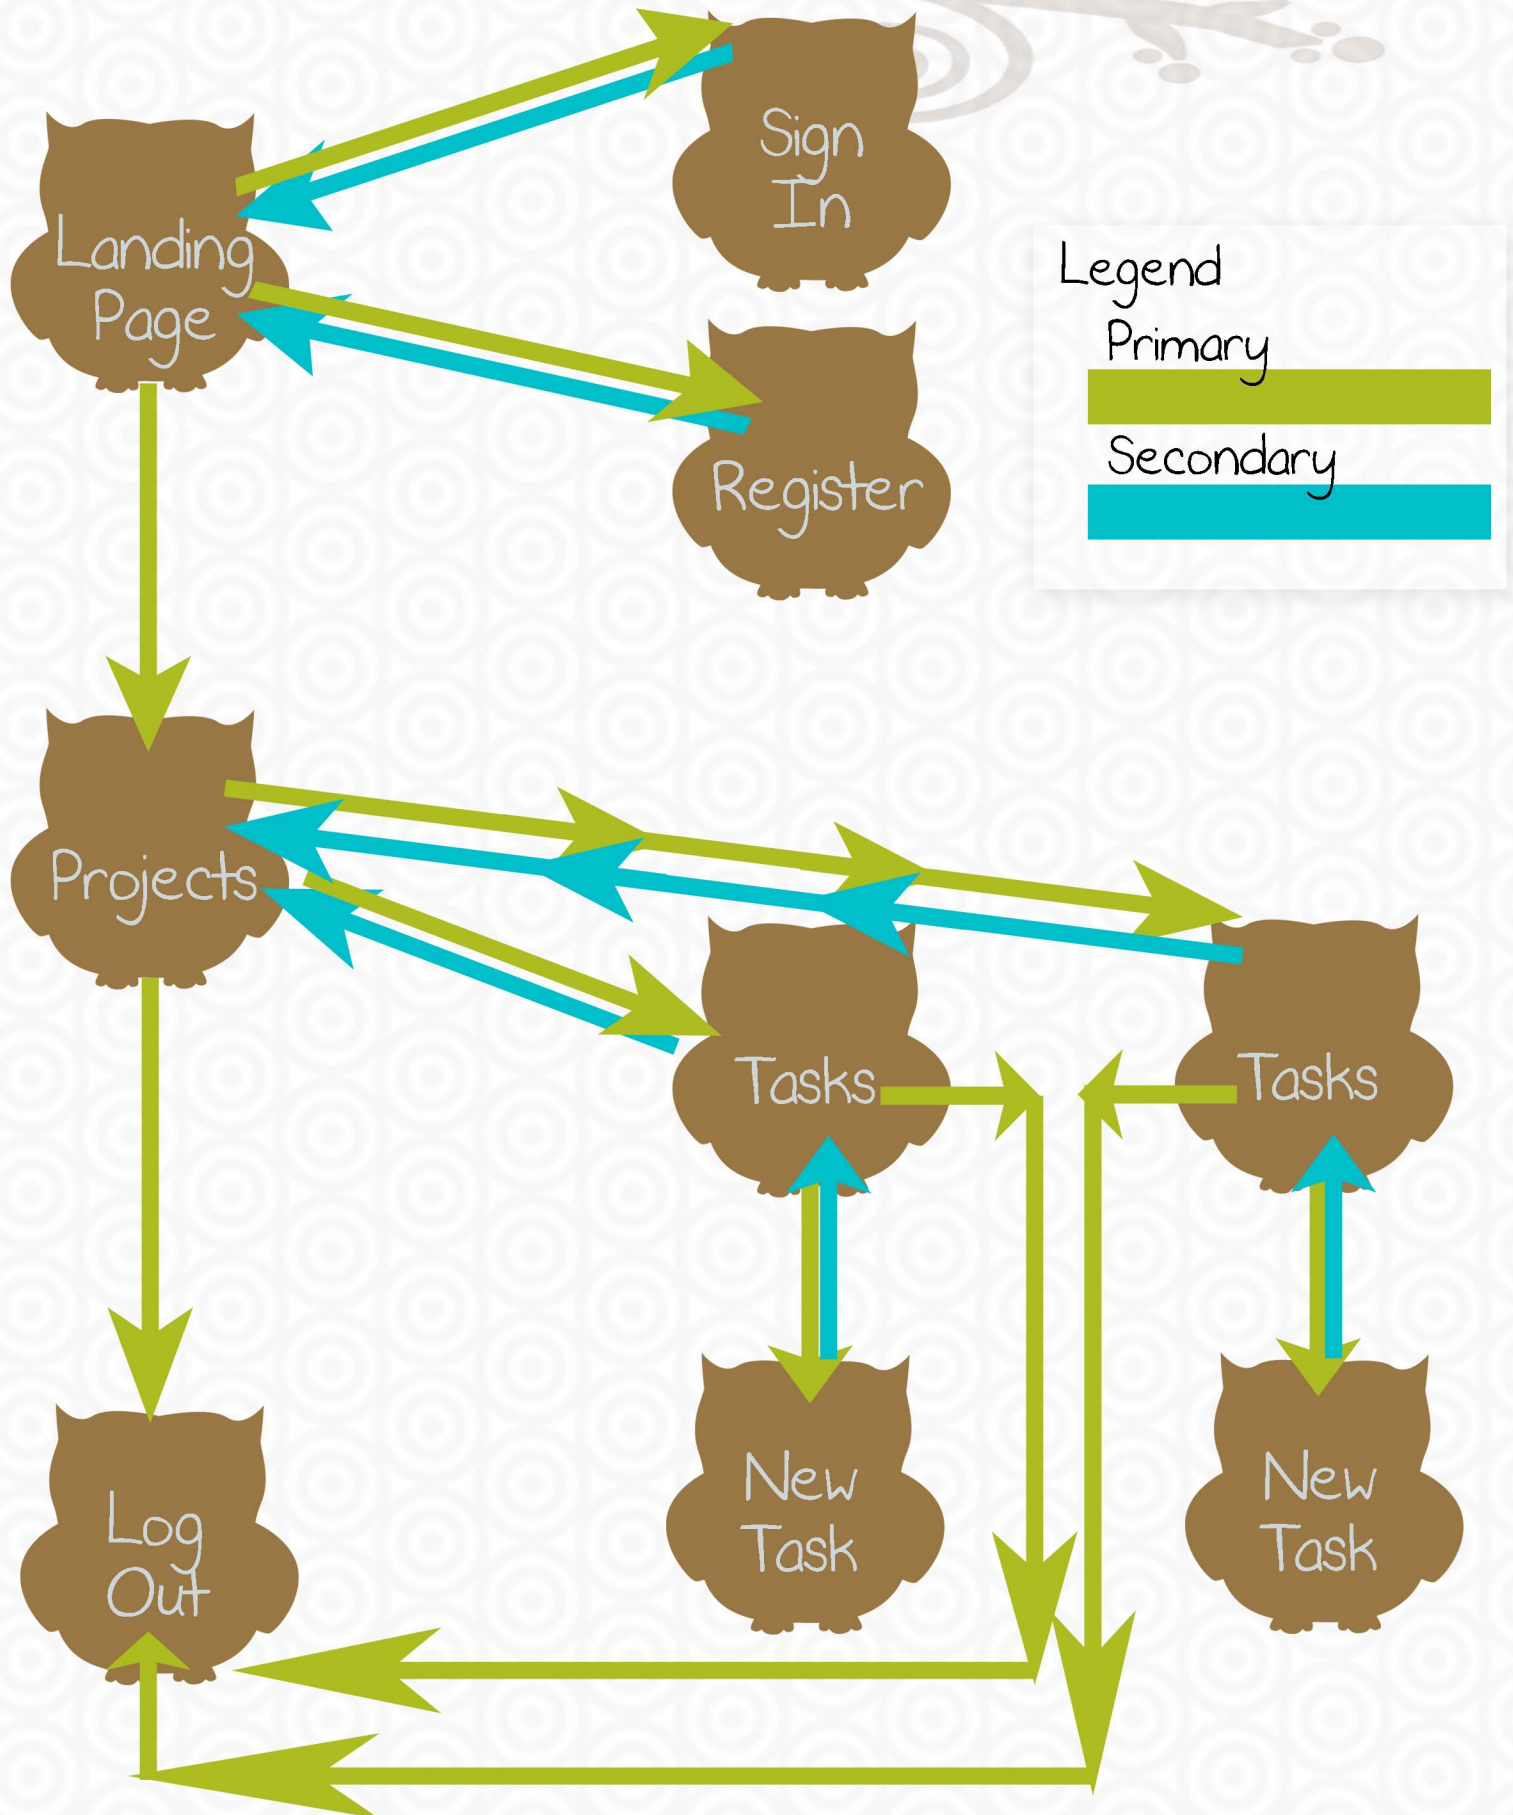 Sign
In
Landing
Page
Legend
Primary
Secondary
Register
Projects
Tasks
Tasks
New
Task
New
Task
Log
Out